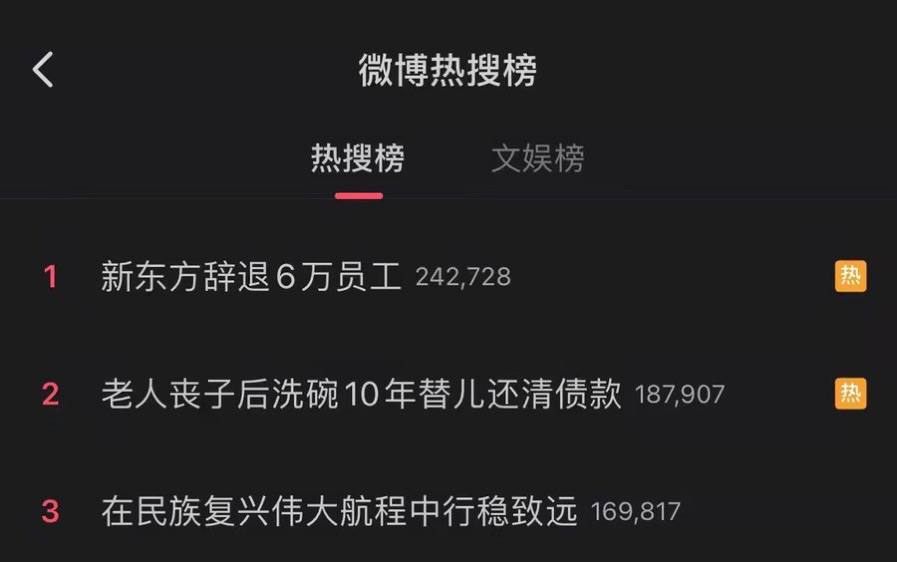 微博热搜榜
热搜榜 文娱榜
1 新东方辞退6万员工 242,728 热
2 老人丧子后洗碗10年替儿还清债款 187,907 热
3 在民族复兴伟大航程中行稳致远 169,817